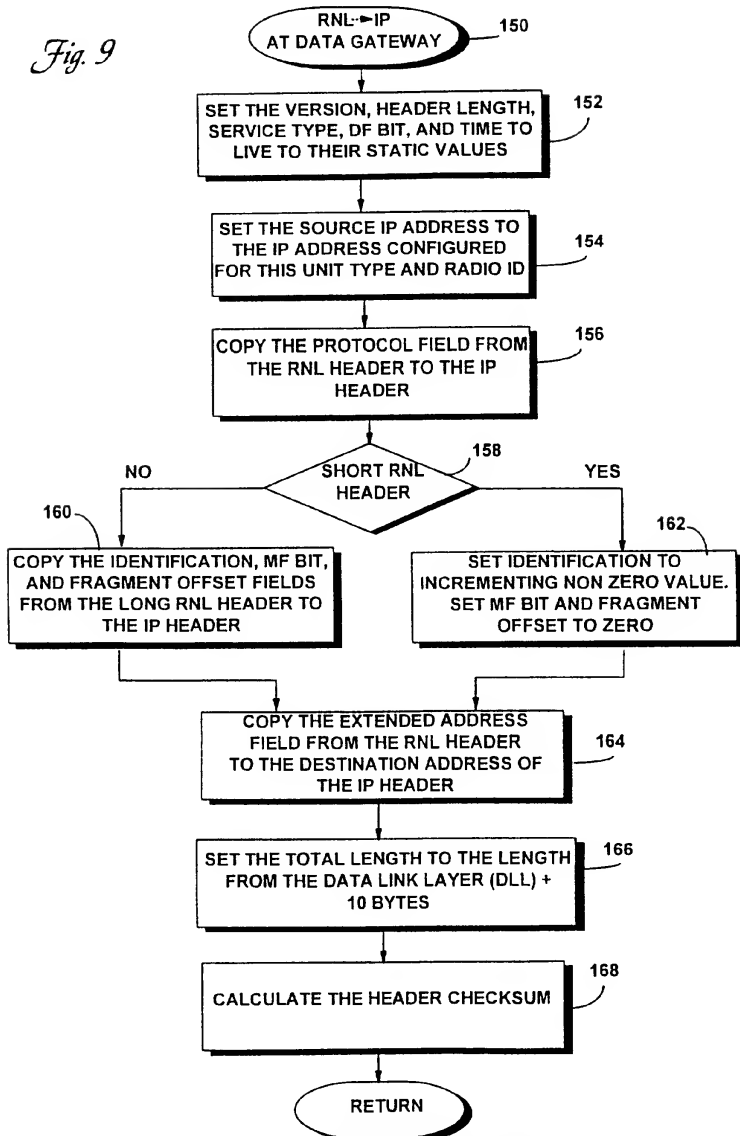 Fig. 9
RNL→IP
AT DATA GATEWAY
150
SET THE VERSION, HEADER LENGTH,
SERVICE TYPE, DF BIT, AND TIME TO
LIVE TO THEIR STATIC VALUES
152
SET THE SOURCE IP ADDRESS TO
THE IP ADDRESS CONFIGURED
FOR THIS UNIT TYPE AND RADIO ID
154
COPY THE PROTOCOL FIELD FROM
THE RNL HEADER TO THE IP
HEADER
156
SHORT RNL
HEADER
158
NO
YES
160
COPY THE IDENTIFICATION, MF BIT,
AND FRAGMENT OFFSET FIELDS
FROM THE LONG RNL HEADER TO
THE IP HEADER
162
SET IDENTIFICATION TO
INCREMENTING NON ZERO VALUE.
SET MF BIT AND FRAGMENT
OFFSET TO ZERO
COPY THE EXTENDED ADDRESS
FIELD FROM THE RNL HEADER
TO THE DESTINATION ADDRESS OF
THE IP HEADER
164
SET THE TOTAL LENGTH TO THE LENGTH
FROM THE DATA LINK LAYER (DLL) +
10 BYTES
166
CALCULATE THE HEADER CHECKSUM
168
RETURN